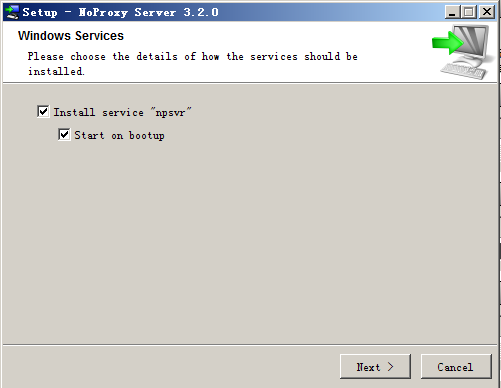 Setup - NoProxy Server 3.2.0
Windows Services
Please choose the details of how the services should be
installed.
Install service "npsvr"
Start on bootup
Next >
Cancel